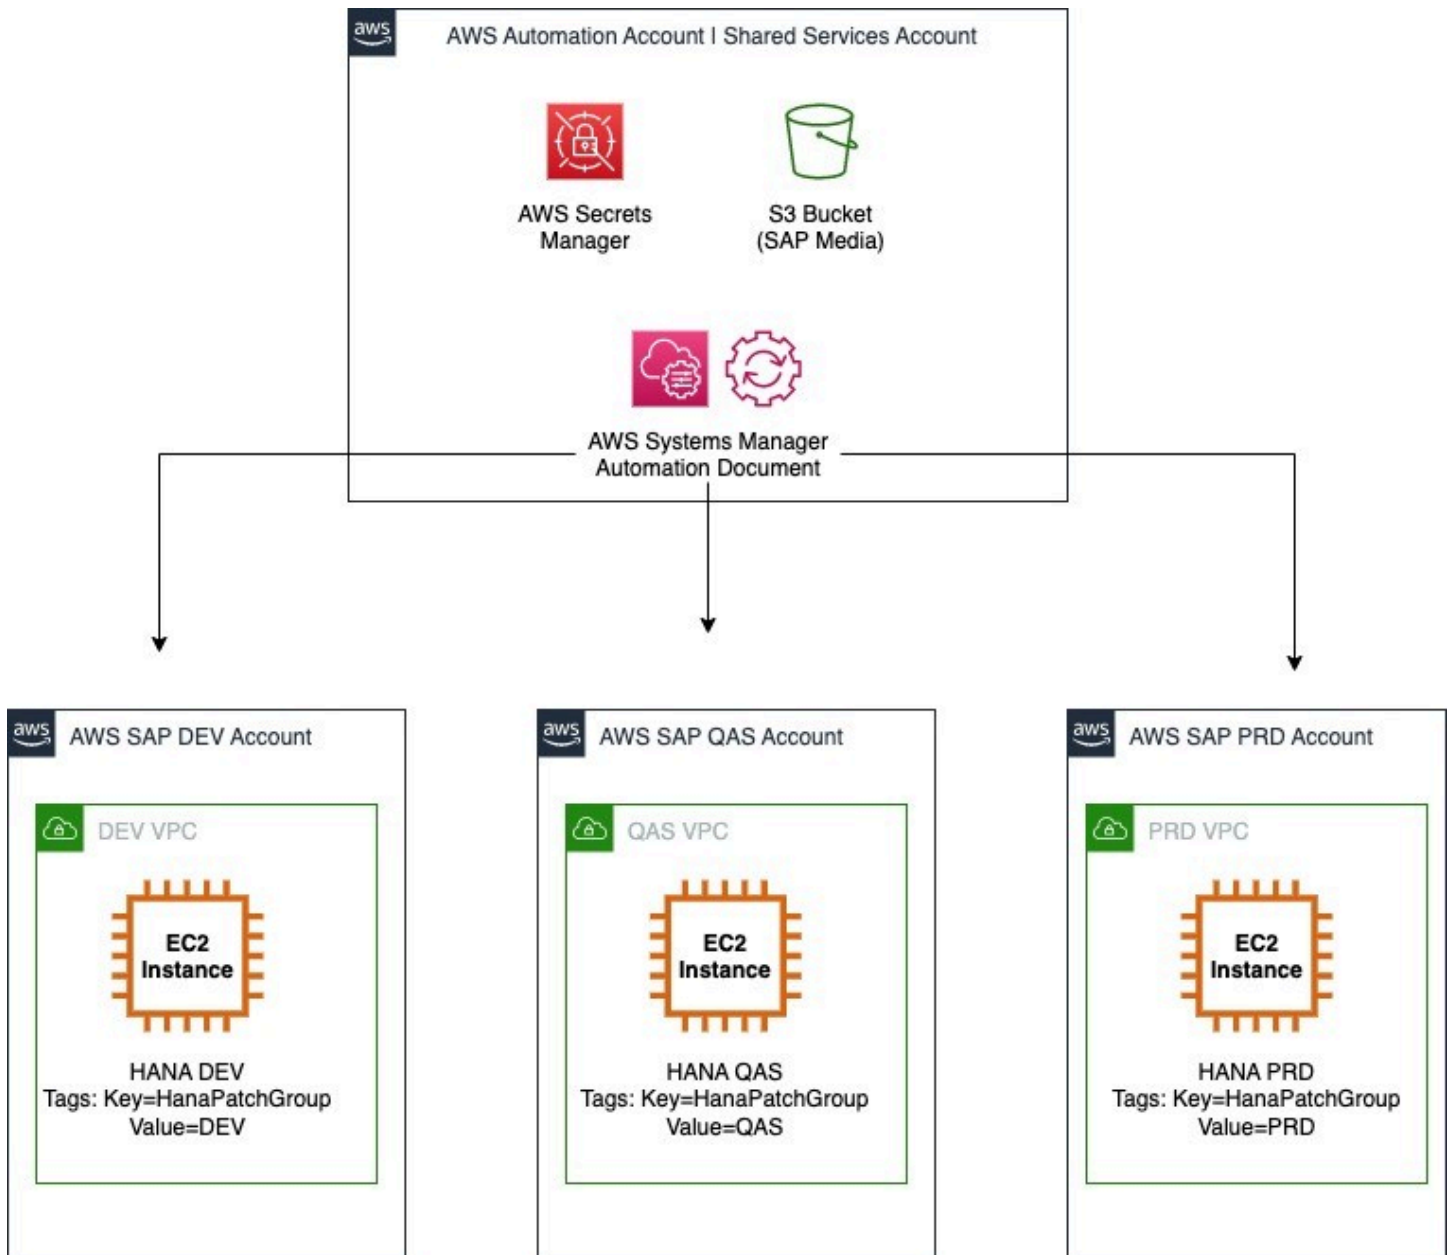 aws
AWS Automation Account | Shared Services Account
AWS Secrets
Manager
S3 Bucket
(SAP Media)
AWS Systems Manager
Automation Document
aws
AWS SAP DEV Account
DEV VPC
EC2
Instance
HANA DEV
Tags: Key=HanaPatchGroup
Value=DEV
aws
AWS SAP QAS Account
QAS VPC
EC2
Instance
HANA QAS
Tags: Key=HanaPatchGroup
Value=QAS
aws
AWS SAP PRD Account
PRD VPC
EC2
Instance
HANA PRD
Tags: Key=HanaPatchGroup
Value=PRD